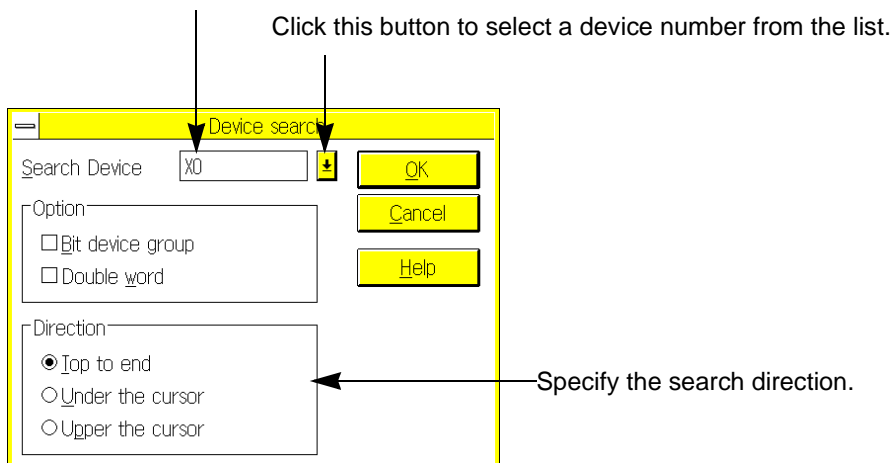 Click this button to select a device number from the list.
Device search
Search Device X0
OK
Option
Cancel
Bit device group
Double word
Help
Direction
Top to end
Under the cursor
Upper the cursor
Specify the search direction.